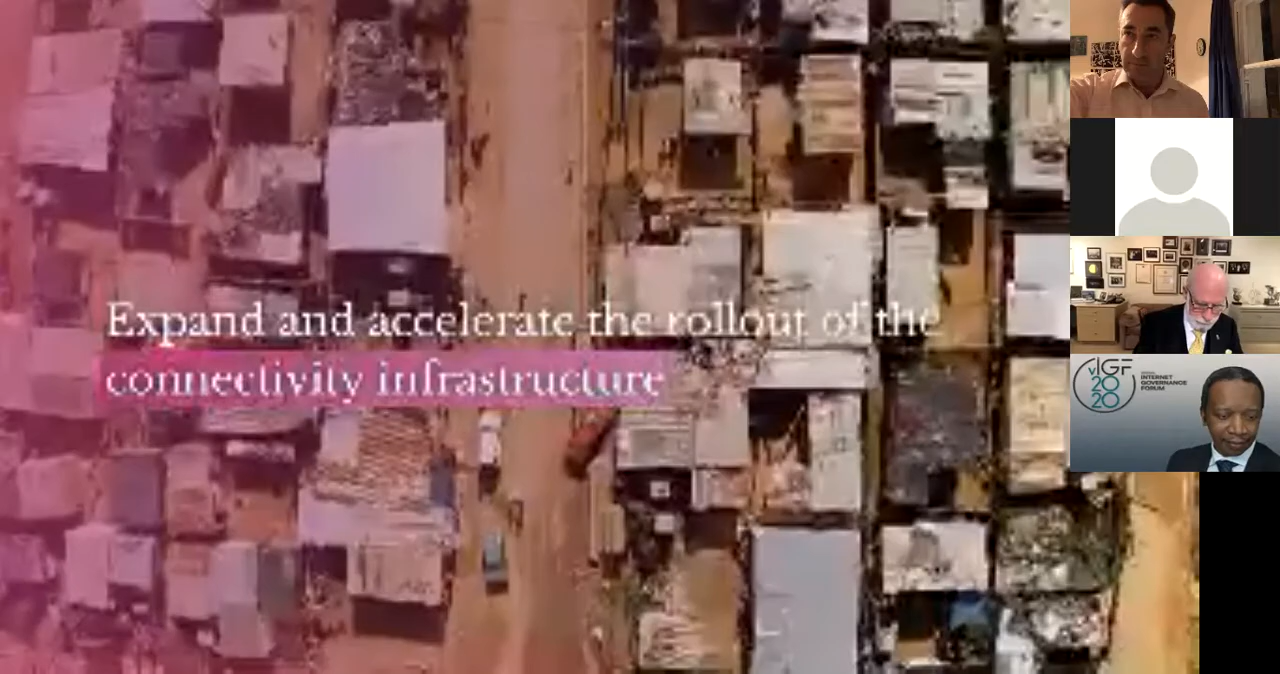 Expand and accelerate the rollout of the
connectivity infrastructure
vIGF
2020
INTERNET
GOVERNANCE
FORUM